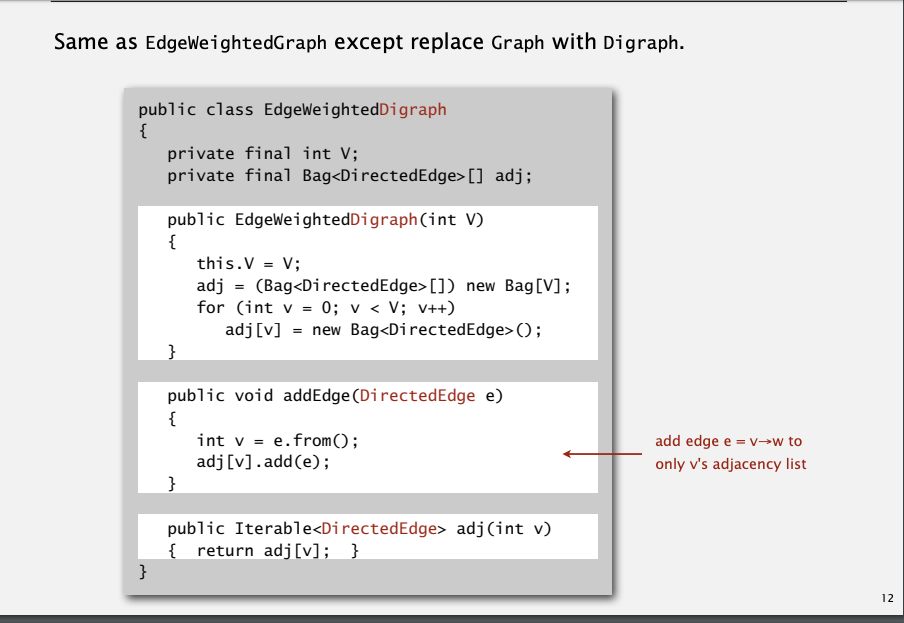 Same as EdgeWeightedGraph except replace Graph with Digraph.
public class EdgeWeightedDigraph
{
   private final int V;
   private final Bag<DirectedEdge>[] adj;
   public EdgeWeightedDigraph(int V)
   {
      this.V = V;
      adj = (Bag<DirectedEdge>[]) new Bag[V];
      for (int v = 0; v < V; v++)
         adj[v] = new Bag<DirectedEdge>();
   }
   public void addEdge(DirectedEdge e)
   {
      int v = e.from();
      adj[v].add(e);
   }
add edge e = v→w to
only v's adjacency list
   public Iterable<DirectedEdge> adj(int v)
   {  return adj[v];  }
}
12